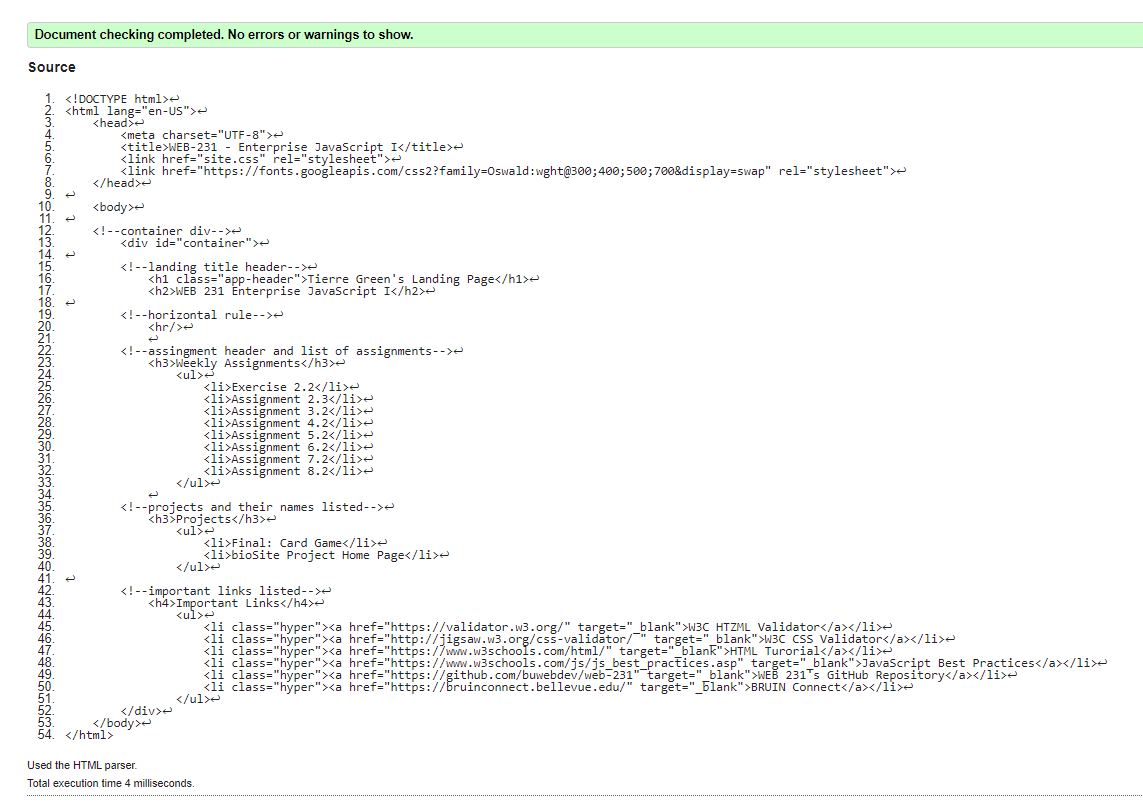 Document checking completed. No errors or warnings to show.
Source
1. <!DOCTYPE html>↩
2. <html lang="en-US">↩
3. <head>↩
4. <meta charset="UTF-8">↩
5. <title>WEB-231 - Enterprise JavaScript I</title>↩
6. <link href="site.css" rel="stylesheet">↩
7. <link href="https://fonts.googleapis.com/css2?family=Oswald:wght@300;400;500;700&display=swap" rel="stylesheet">↩
8. </head>↩
9. ↩
10. <body>↩
11. ↩
12. <!--container div-->↩
13. <div id="container">↩
14. ↩
15. <!--landing title header-->↩
16. <h1 class="app-header">Tierre Green's Landing Page</h1>↩
17. <h2>WEB 231 Enterprise JavaScript I</h2>↩
18. ↩
19. <!--horizontal rule-->↩
20. <hr/>↩
21. ↩
22. <!--assingment header and list of assignments-->↩
23. <h3>Weekly Assignments</h3>↩
24. <ul>↩
25. <li>Exercise 2.2</li>↩
26. <li>Assignment 2.3</li>↩
27. <li>Assignment 3.2</li>↩
28. <li>Assignment 4.2</li>↩
29. <li>Assignment 5.2</li>↩
30. <li>Assignment 6.2</li>↩
31. <li>Assignment 7.2</li>↩
32. <li>Assignment 8.2</li>↩
33. </ul>↩
34. ↩
35. <!--projects and their names listed-->↩
36. <h3>Projects</h3>↩
37. <ul>↩
38. <li>Final: Card Game</li>↩
39. <li>bioSite Project Home Page</li>↩
40. </ul>↩
41. ↩
42. <!--important links listed-->↩
43. <h4>Important Links</h4>↩
44. <ul>↩
45. <li class="hyper"><a href="https://validator.w3.org/" target="_blank">W3C HTZML Validator</a></li>↩
46. <li class="hyper"><a href="http://jigsaw.w3.org/css-validator/ " target="_blank">W3C CSS Validator</a></li>↩
47. <li class="hyper"><a href="https://www.w3schools.com/html/" target="_blank">HTML Turorial</a></li>↩
48. <li class="hyper"><a href="https://www.w3schools.com/js/js_best_practices.asp" target="_blank">JavaScript Best Practices</a></li>↩
49. <li class="hyper"><a href="https://github.com/buwebdev/web-231" target="_blank">WEB 231's GitHub Repository</a></li>↩
50. <li class="hyper"><a href="https://bruinconnect.bellevue.edu/" target="_blank">BRUIN Connect</a></li>↩
51. </ul>↩
52. </div>↩
53. </body>↩
54. </html>
Used the HTML parser.
Total execution time 4 milliseconds.